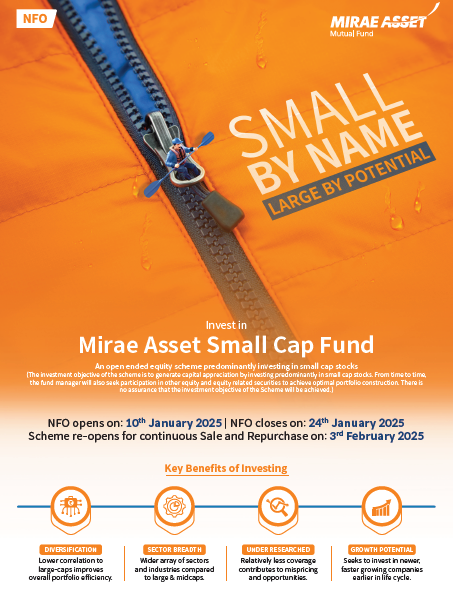 NFO
MIRAE ASSET
Mutual Fund
SMALL
BY NAME
LARGE BY POTENTIAL
Invest in
Mirae Asset Small Cap Fund
An open ended equity scheme predominantly investing in small cap stocks
(The investment objective of the scheme is to generate capital appreciation by investing predominantly in small cap stocks. From time to time,
the fund manager will also seek participation in other equity and equity related securities to achieve optimal portfolio construction. There is
no assurance that the investment objective of the Scheme will be achieved.)
NFO opens on: 10th January 2025 | NFO closes on: 24th January 2025
Scheme re-opens for continuous Sale and Repurchase on: 3rd February 2025
Key Benefits of Investing
DIVERSIFICATION
Lower correlation to
large-caps improves
overall portfolio efficiency.
SECTOR BREADTH
Wider array of sectors
and industries compared
to large & midcaps.
UNDER RESEARCHED
Relatively less coverage
contributes to mispricing
and opportunities.
GROWTH POTENTIAL
Seeks to invest in newer,
faster growing companies
earlier in life cycle.